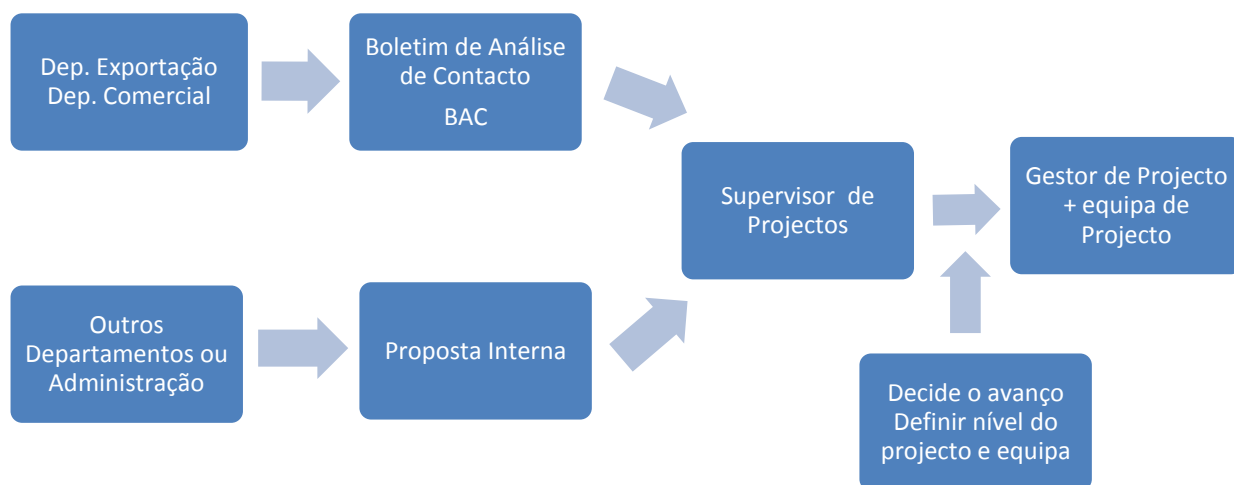 Dep. Exportação
Dep. Comercial
Boletim de Análise
de Contacto
BAC
Supervisor de
Projectos
Gestor de Projecto
+ equipa de
Projecto
Outros
Departamentos ou
Administração
Proposta Interna
Decide o avanço
Definir nível do
projecto e equipa